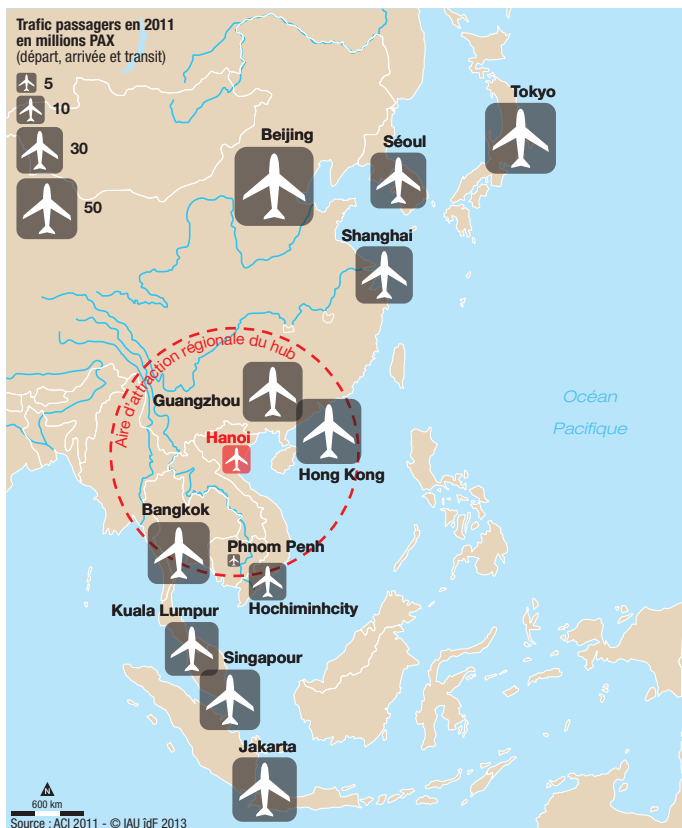 Trafic passagers en 2011
en millions PAX
(départ, arrivée et transit)
5
10
30
50
Tokyo
Beijing
Séoul
Shanghai
Aire d'attraction régionale du hub
Guangzhou
Océan
Pacifique
Hanoi
Hong Kong
Bangkok
Phnom Penh
Hochiminhcity
Kuala Lumpur
Singapour
Jakarta
N
600 km
Source : ACI 2011 - © IAU îdF 2013